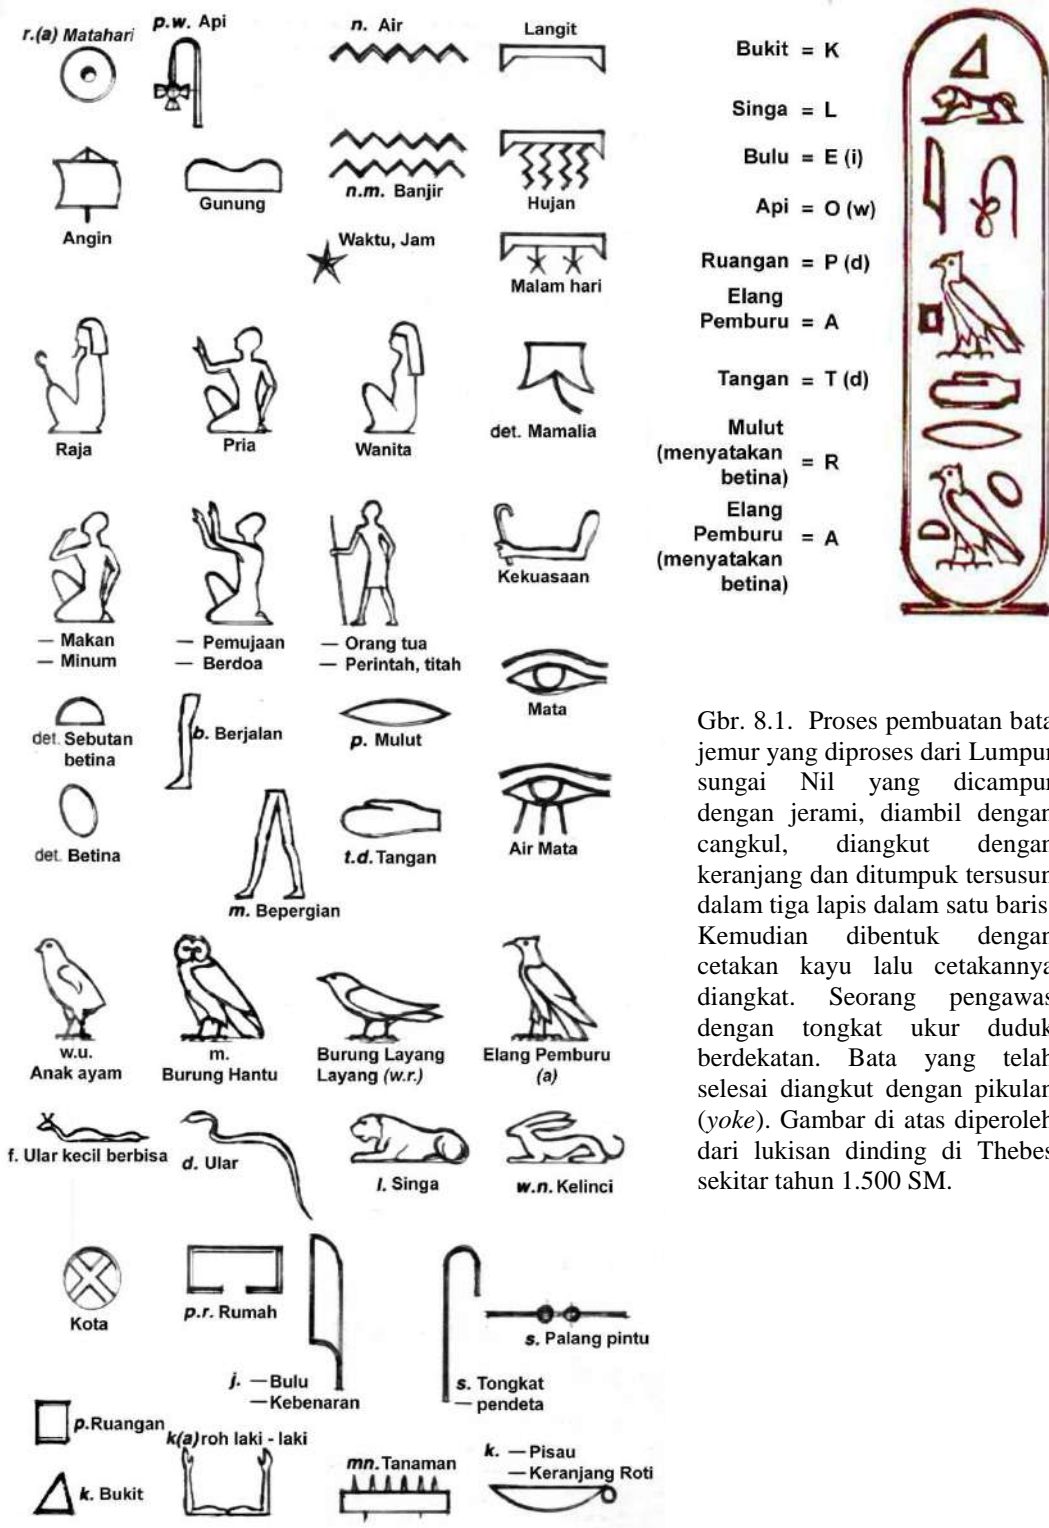 r.(a) Matahari
p.w. Api
n. Air
Langit
Angin
Gunung
n.m. Banjir
Hujan
Waktu, Jam
Malam hari
Raja
Pria
Wanita
det. Mamalia
— Makan
— Minum
— Pemujaan
— Berdoa
— Orang tua
— Perintah, titah
Kekuasaan
Mata
det. Sebutan
betina
b. Berjalan
p. Mulut
det. Betina
m. Bepergian
t.d. Tangan
Air Mata
w.u.
Anak ayam
m.
Burung Hantu
Burung Layang
Layang (w.r.)
Elang Pemburu
(a)
f. Ular kecil berbisa
d. Ular
l. Singa
w.n. Kelinci
Kota
p.r. Rumah
j. — Bulu
— Kebenaran
s. Tongkat
— pendeta
s. Palang pintu
p.Ruangan
k(a) roh laki - laki
k. Bukit
mn. Tanaman
k. — Pisau
— Keranjang Roti
Bukit = K
Singa = L
Bulu = E (i)
Api = O (w)
Ruangan = P (d)
Elang
Pemburu = A
Tangan = T (d)
Mulut
(menyatakan = R
betina)
Elang
Pemburu = A
(menyatakan
betina)
Gbr. 8.1. Proses pembuatan bata
jemur yang diproses dari Lumpur
sungai Nil yang dicampur
dengan jerami, diambil dengan
cangkul, diangkut dengan
keranjang dan ditumpuk tersusun
dalam tiga lapis dalam satu baris
Kemudian dibentuk dengan
cetakan kayu lalu cetakannya
diangkat. Seorang pengawas
dengan tongkat ukur duduk
berdekatan. Bata yang telah
selesai diangkut dengan pikulan
(yoke). Gambar di atas diperoleh
dari lukisan dinding di Thebes
sekitar tahun 1.500 SM.